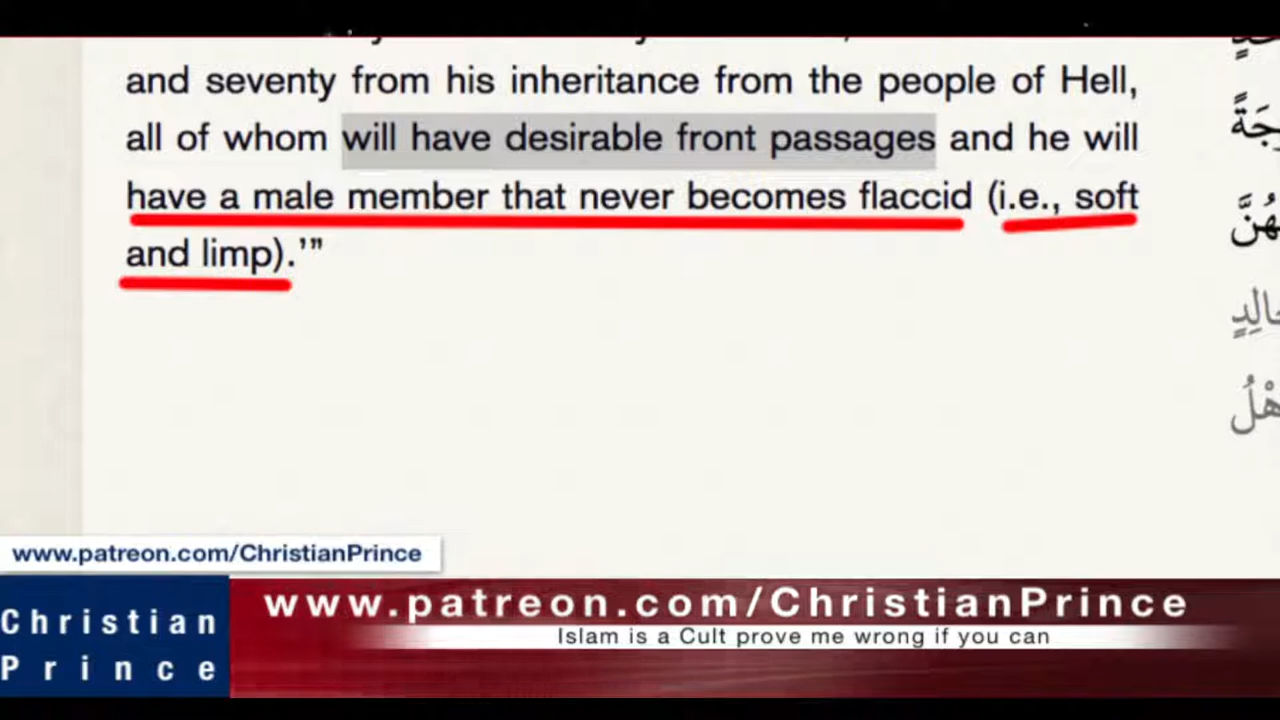 and seventy from his inheritance from the people of Hell,
all of whom will have desirable front passages and he will
have a male member that never becomes flaccid (i.e., soft
and limp).'”
www.patreon.com/ChristianPrince
Christian
Prince
www.patreon.com/ChristianPrince
Islam is a Cult prove me wrong if you can